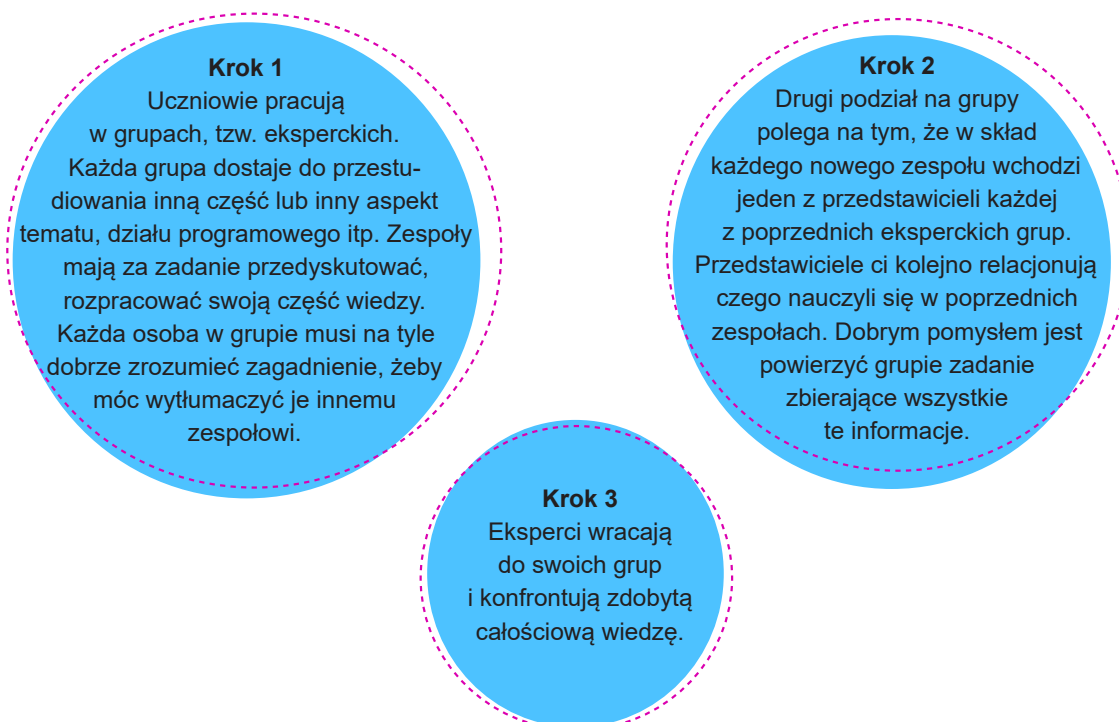 Krok 1
Uczniowie pracują
w grupach, tzw. eksperckich.
Każda grupa dostaje do przestu-
diowania inną część lub inny aspekt
tematu, działu programowego itp. Zespoły
mają za zadanie przedyskutować,
rozpracować swoją część wiedzy.
Każda osoba w grupie musi na tyle
dobrze zrozumieć zagadnienie, żeby
móc wytłumaczyć je innemu
zespołowi.
Krok 2
Drugi podział na grupy
polega na tym, że w skład
każdego nowego zespołu wchodzi
jeden z przedstawicieli każdej
z poprzednich eksperckich grup.
Przedstawiciele ci kolejno relacjonują
czego nauczyli się w poprzednich
zespołach. Dobrym pomysłem jest
powierzyć grupie zadanie
zbierające wszystkie
te informacje.
Krok 3
Eksperci wracają
do swoich grup
i konfrontują zdobytą
całościową wiedzę.